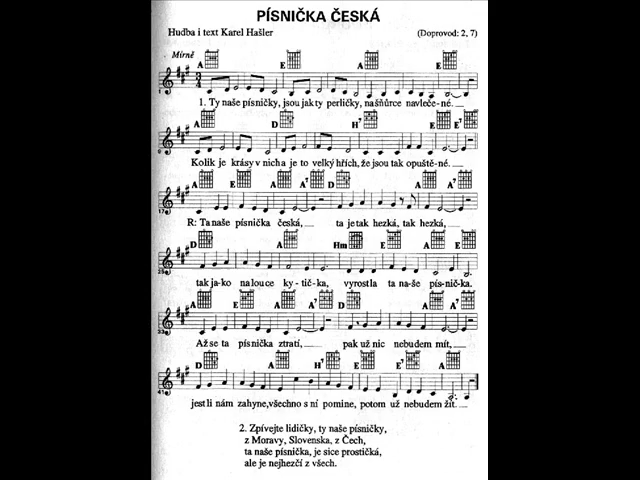 PÍSNIČKA ČESKÁ
Hudba i text Karel Hašler (Doprovod: 2, 7)
Mírně
A E A E A
1. Ty naše písničky, jsou jak ty perličky, na šňůrce navlečené.
A D H7 E E7
Kolik je krásy v nich a je to velký hřích, že jsou tak opuštěné.
A E A A7 D A A7
R: Ta naše písnička česká, ta je tak hezká, tak hezká,
D A Hm E A E
tak jako na louce kytička, vyrostla ta naše písnička.
A E A A7 D A A7
Až se ta písnička ztratí, pak už nic nebudem mít,
D A H7 E E7 A
jestli nám zahyne, všechno s ní pomine, potom už nebudem žít.
2. Zpívejte lidičky, ty naše písničky,
z Moravy, Slovenska, z Čech,
ta naše písnička, je sice prostičká,
ale je nejhezčí z všech.